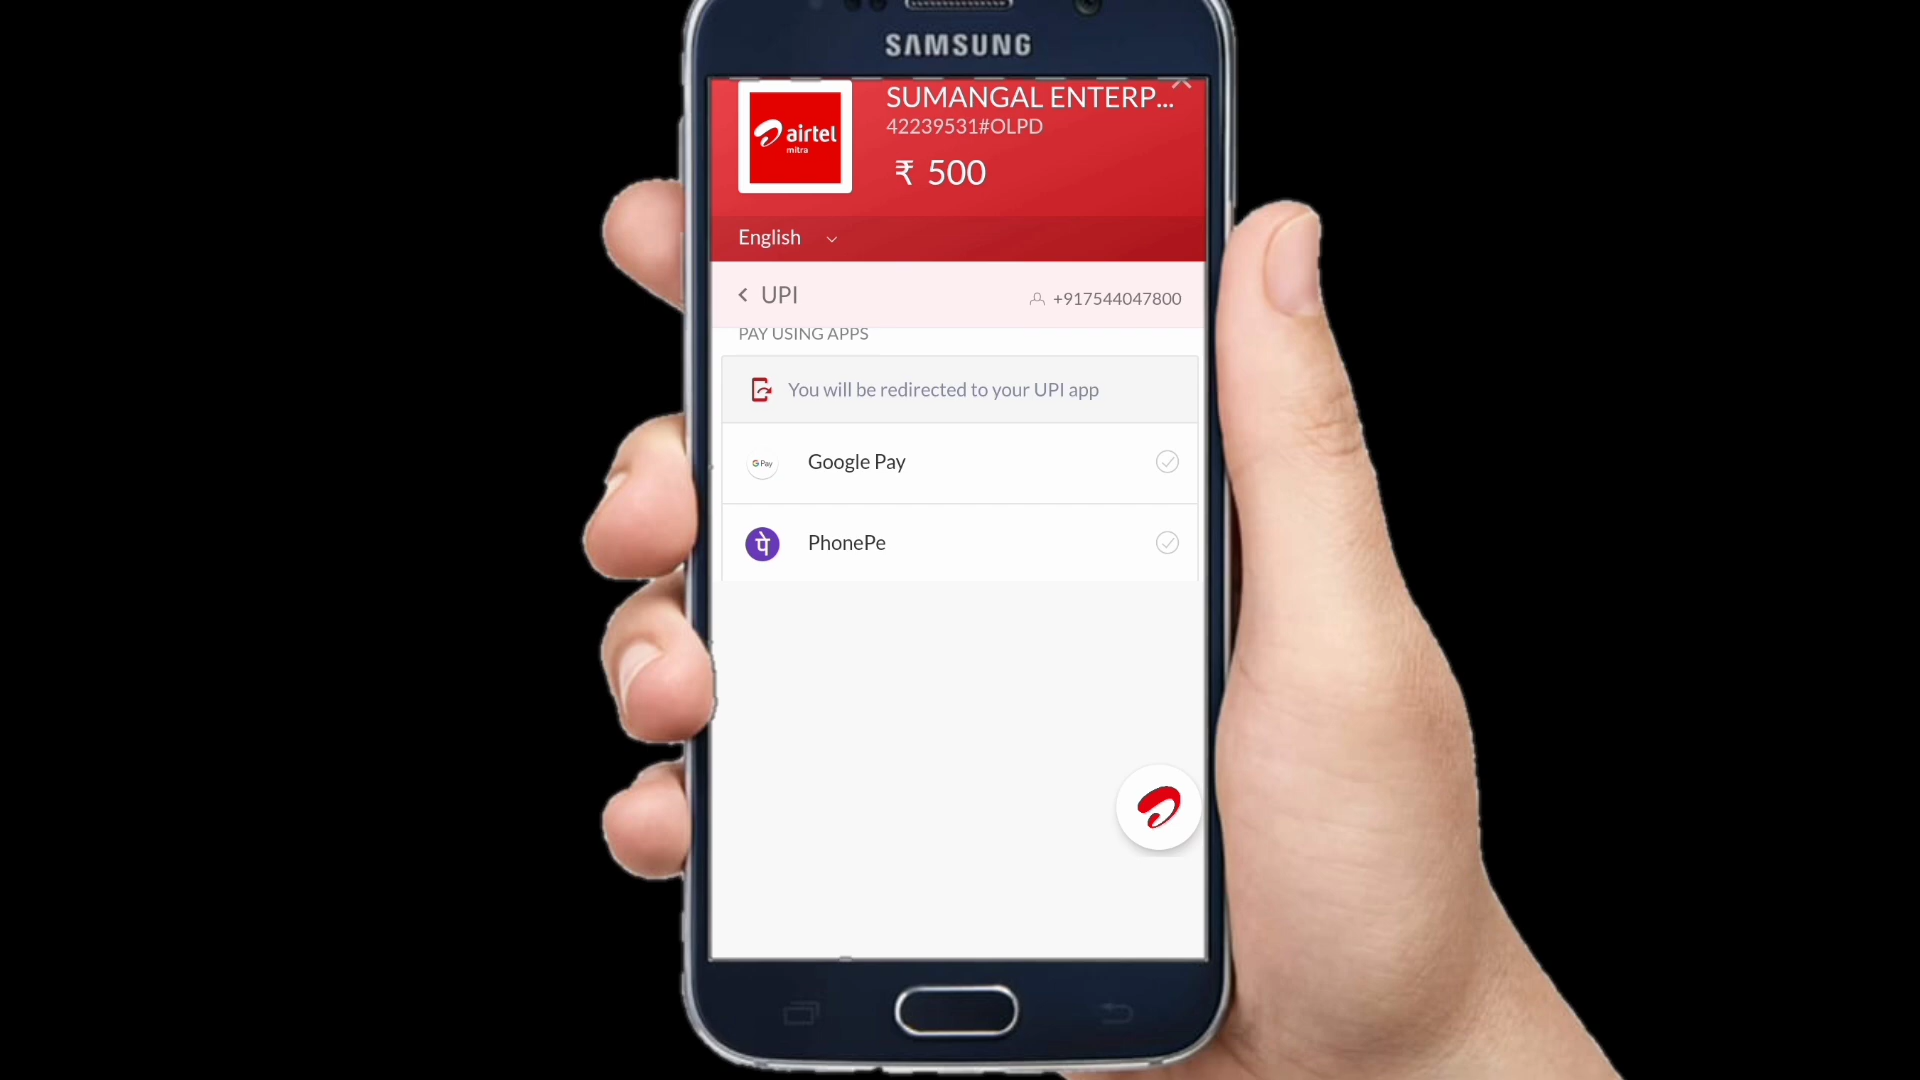 SAMSUNG
airtel
mitra
SUMANGAL ENTERP...
42239531#OLPD
₹ 500
English
UPI
+917544047800
PAY USING APPS
You will be redirected to your UPI app
G Pay
Google Pay
पे
PhonePe